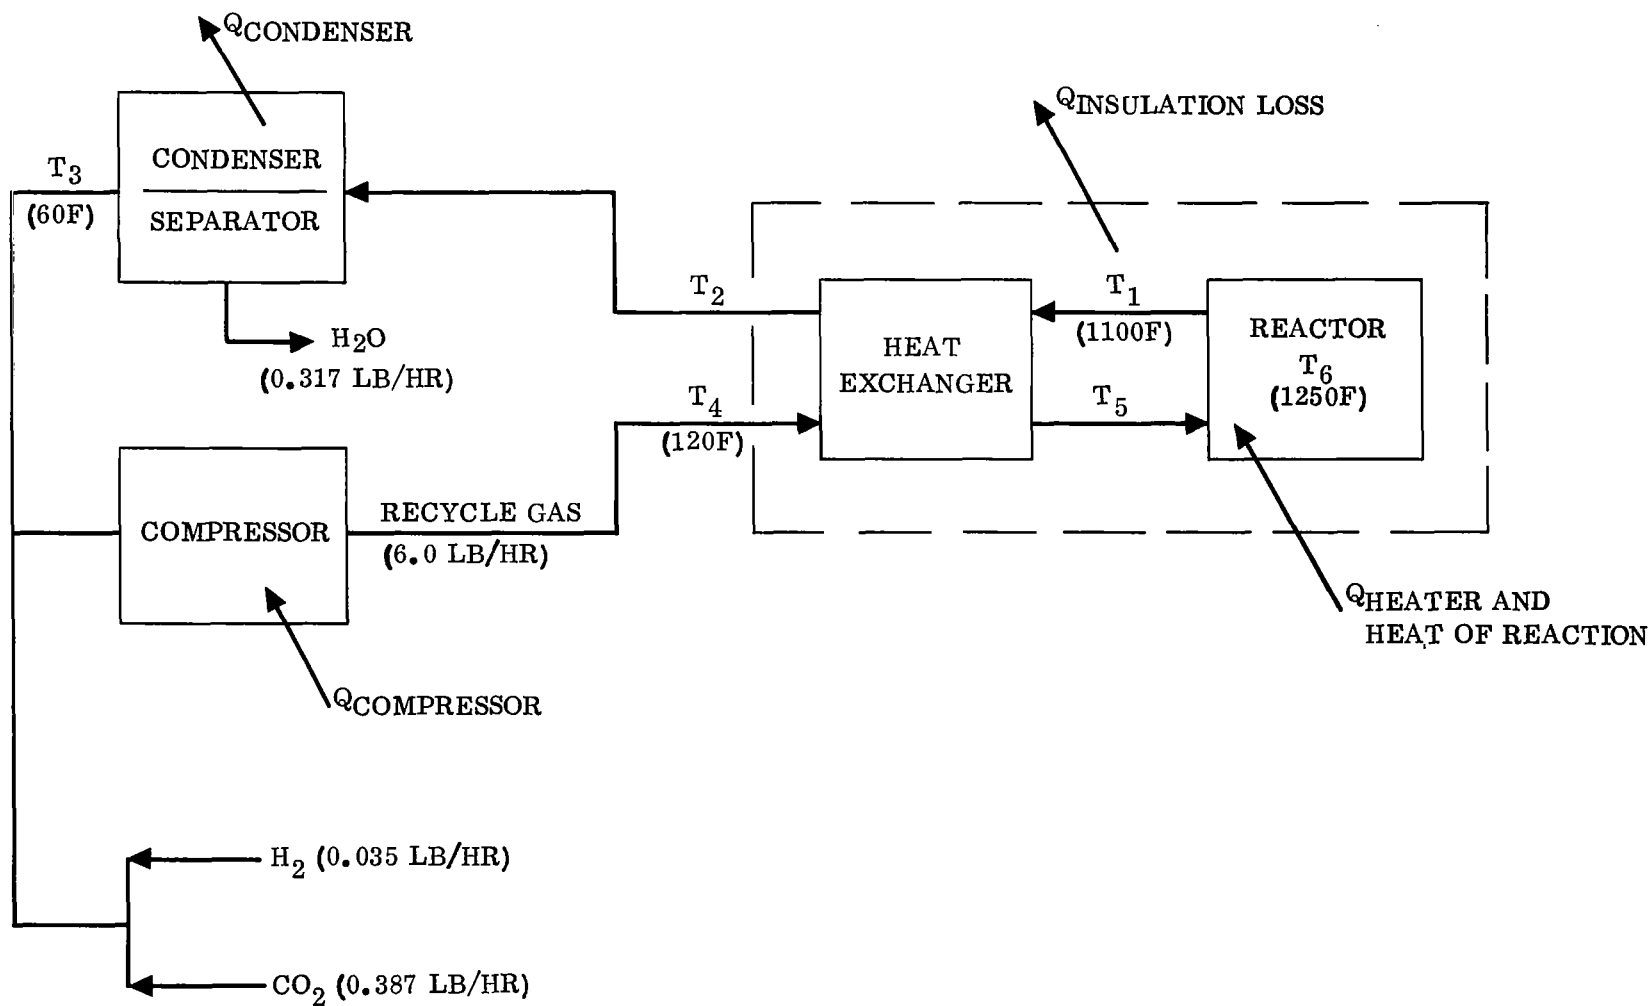 QCONDENSER
QINSULATION LOSS
T3
(60F)
CONDENSER
SEPARATOR
H2O
(0.317 LB/HR)
T2
T4
(120F)
HEAT
EXCHANGER
T1
(1100F)
T5
REACTOR
T6
(1250F)
COMPRESSOR
RECYCLE GAS
(6.0 LB/HR)
QHEATER AND
HEAT OF REACTION
QCOMPRESSOR
H2 (0.035 LB/HR)
CO2 (0.387 LB/HR)